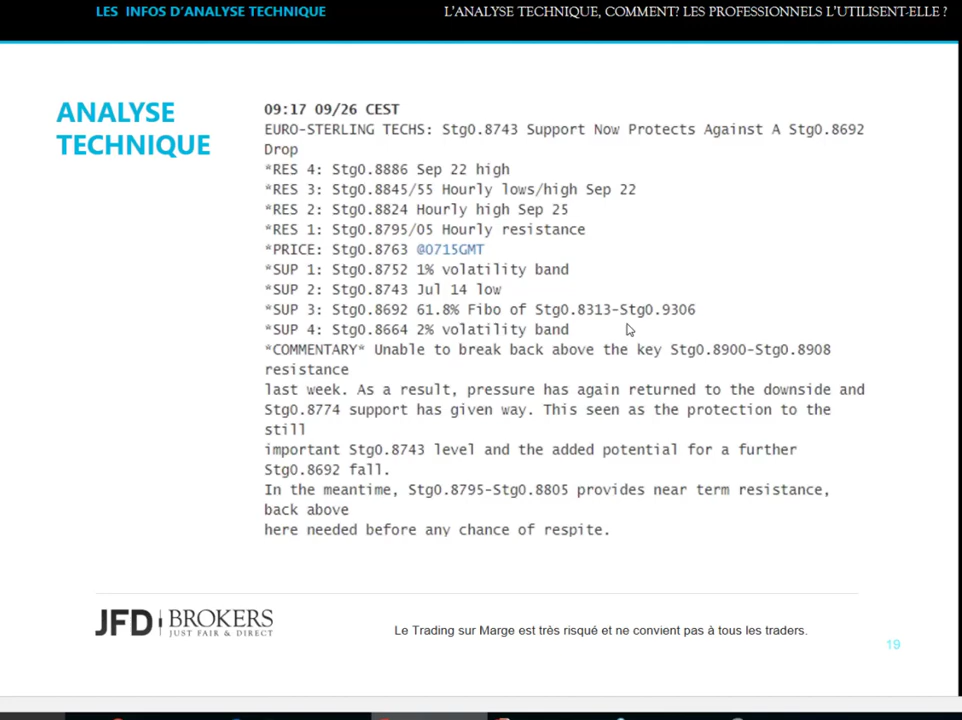 LES INFOS D’ANALYSE TECHNIQUE
L’ANALYSE TECHNIQUE, COMMENT? LES PROFESSIONNELS L’UTILISENT-ELLE ?
ANALYSE
TECHNIQUE
09:17 09/26 CEST
EURO-STERLING TECHS: Stg0.8743 Support Now Protects Against A Stg0.8692
Drop
*RES 4: Stg0.8886 Sep 22 high
*RES 3: Stg0.8845/55 Hourly lows/high Sep 22
*RES 2: Stg0.8824 Hourly high Sep 25
*RES 1: Stg0.8795/05 Hourly resistance
*PRICE: Stg0.8763 @0715GMT
*SUP 1: Stg0.8752 1% volatility band
*SUP 2: Stg0.8743 Jul 14 low
*SUP 3: Stg0.8692 61.8% Fibo of Stg0.8313-Stg0.9306
*SUP 4: Stg0.8664 2% volatility band
*COMMENTARY* Unable to break back above the key Stg0.8900-Stg0.8908
resistance
last week. As a result, pressure has again returned to the downside and
Stg0.8774 support has given way. This seen as the protection to the
still
important Stg0.8743 level and the added potential for a further
Stg0.8692 fall.
In the meantime, Stg0.8795-Stg0.8805 provides near term resistance,
back above
here needed before any chance of respite.
JFD BROKERS
JUST FAIR & DIRECT
Le Trading sur Marge est très risqué et ne convient pas à tous les traders.
19